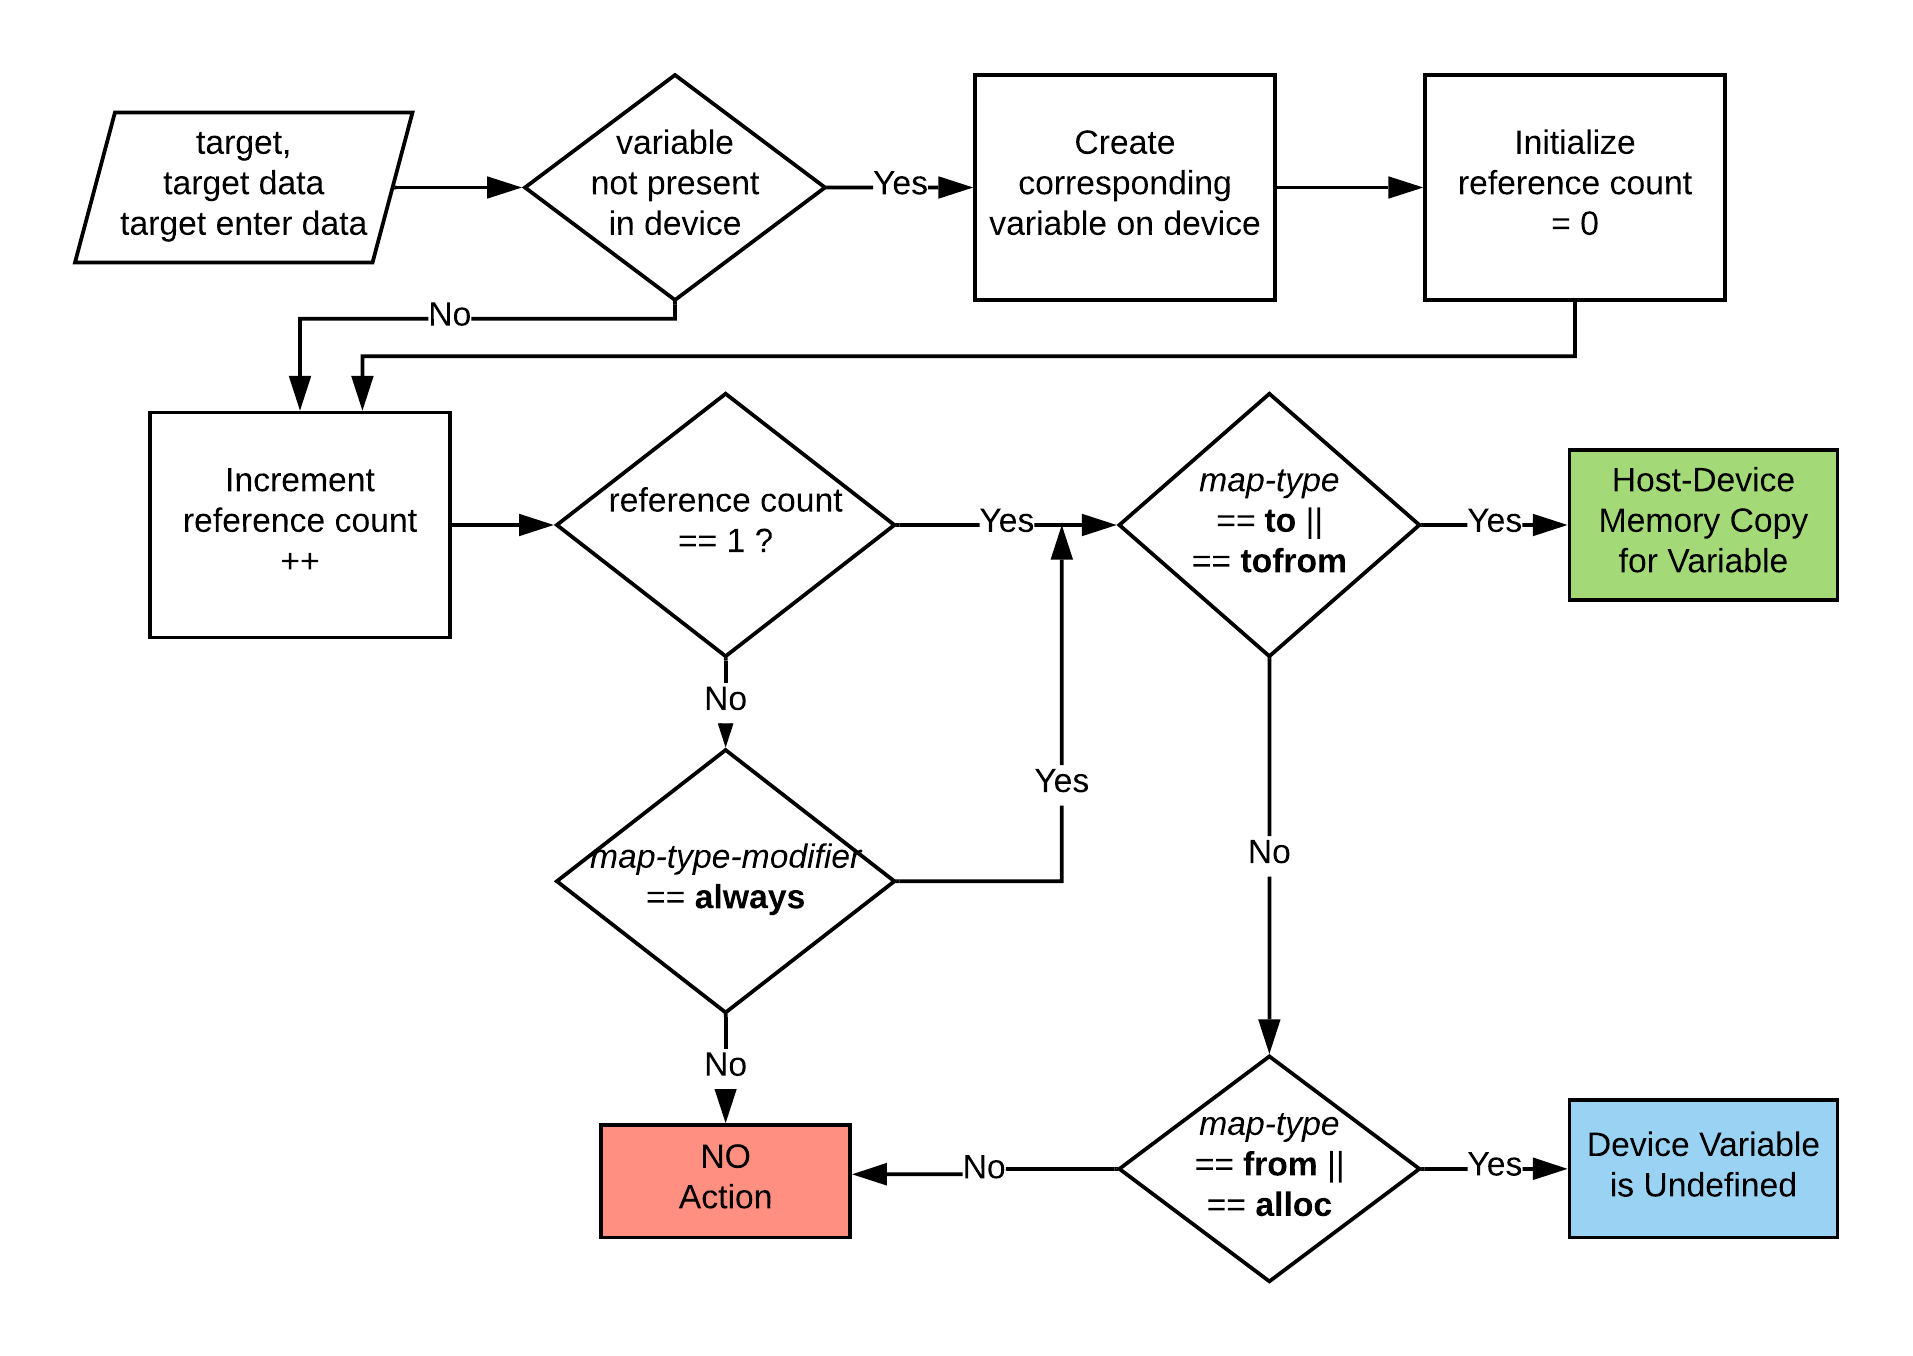 target,
target data
target enter data
variable
not present
in device
Yes
Create
corresponding
variable on device
Initialize
reference count
= 0
No
Increment
reference count
++
reference count
== 1 ?
Yes
map-type
== to ||
== tofrom
Yes
Host-Device
Memory Copy
for Variable
No
Yes
map-type-modifier
== always
No
No
NO
Action
No
map-type
== from ||
== alloc
Yes
Device Variable
is Undefined